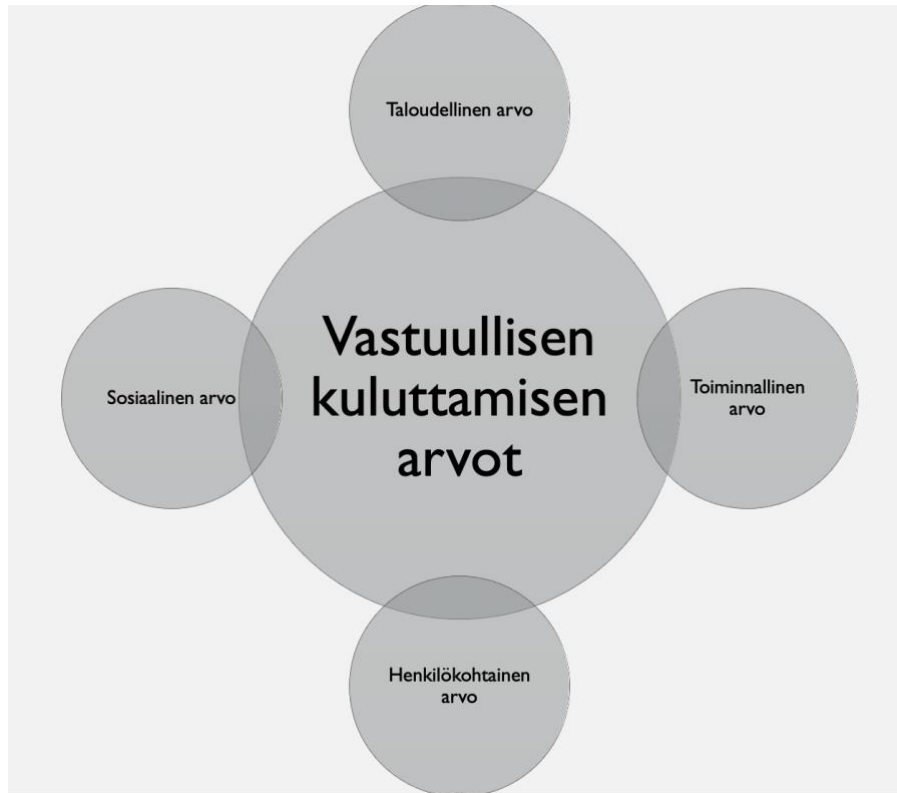 Taloudellinen arvo
Vastuullisen
kuluttamisen
arvot
Sosiaalinen arvo
Toiminnallinen
arvo
Henkilökohtainen
arvo